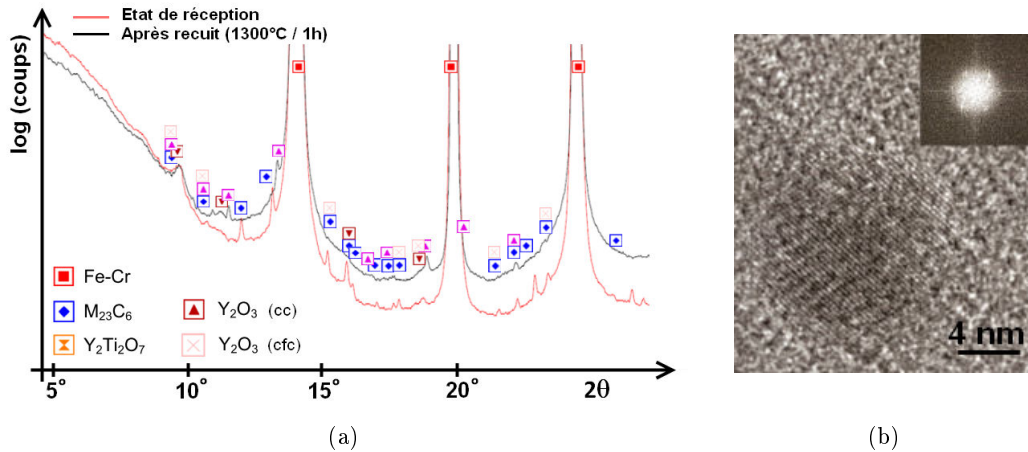 Etat de réception
Après recuit (1300°C / 1h)
log (coups)
Fe-Cr
M₂₃C₆
Y₂O₃ (cc)
Y₂Ti₂O₇
Y₂O₃ (cfc)
5° 10° 15° 20° 2θ
4 nm
(a) (b)